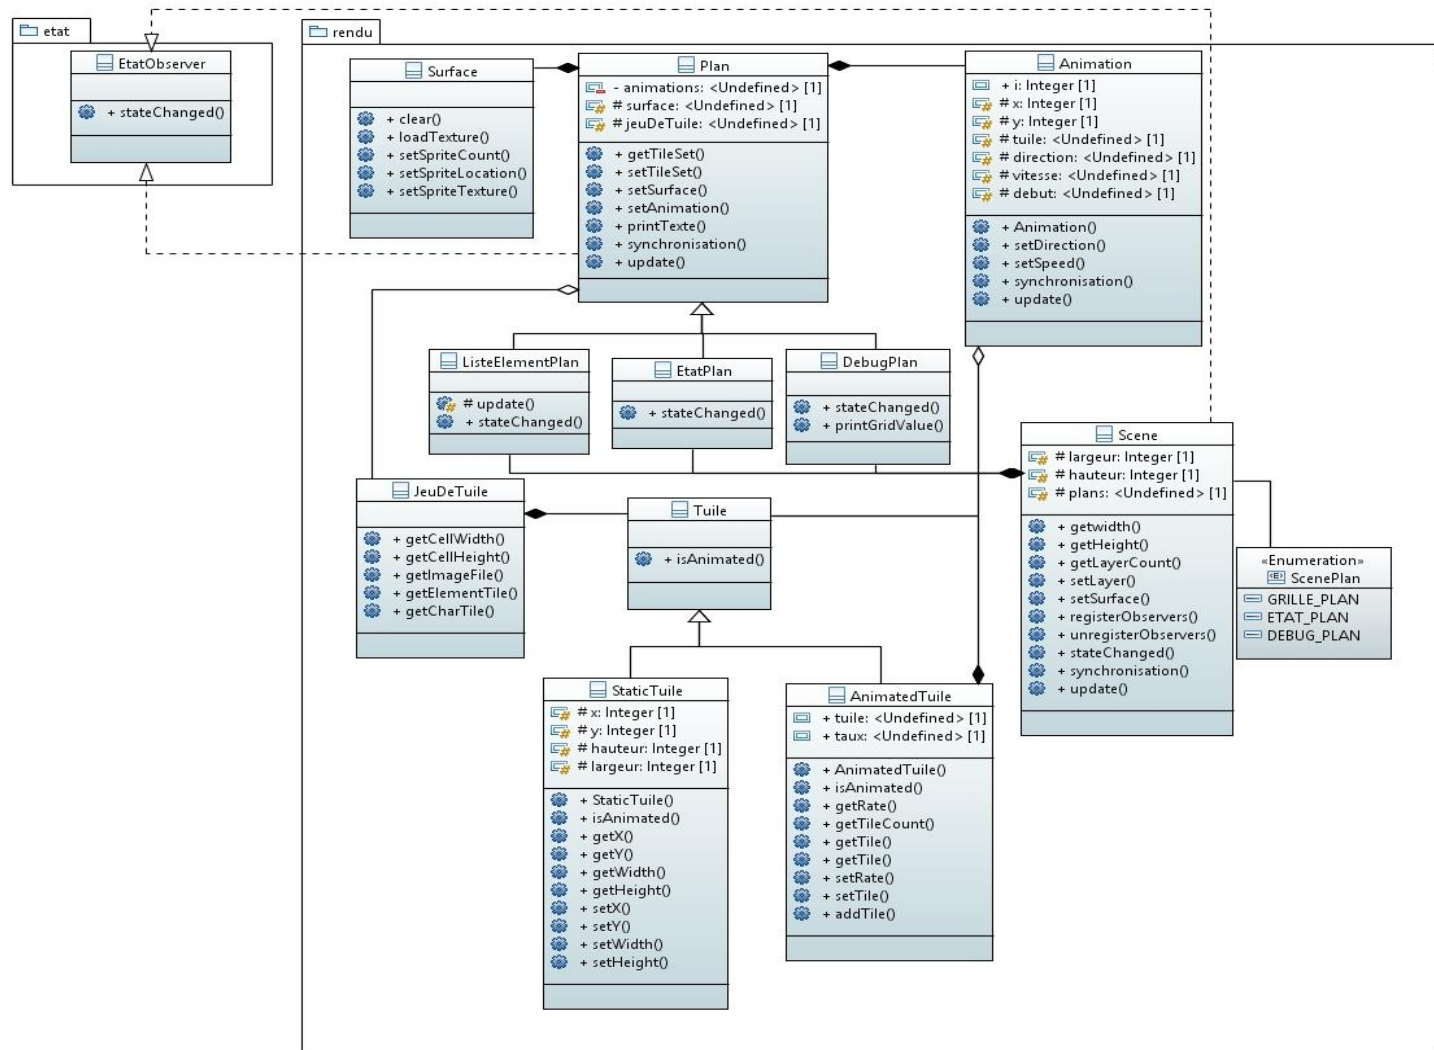 etat
EtatObserver
+ stateChanged()
rendu
Surface
+ clear()
+ loadTexture()
+ setSpriteCount()
+ setSpriteLocation()
+ setSpriteTexture()
Plan
- animations: <Undefined> [1]
# surface: <Undefined> [1]
# jeuDeTuile: <Undefined> [1]
+ getTileSet()
+ setTileSet()
+ setSurface()
+ setAnimation()
+ printTexte()
+ synchronisation()
+ update()
Animation
+ i: Integer [1]
# x: Integer [1]
# y: Integer [1]
# tuile: <Undefined> [1]
# direction: <Undefined> [1]
# vitesse: <Undefined> [1]
# debut: <Undefined> [1]
+ Animation()
+ setDirection()
+ setSpeed()
+ synchronisation()
+ update()
ListeElementPlan
# update()
+ stateChanged()
EtatPlan
+ stateChanged()
DebugPlan
+ stateChanged()
+ printGridValue()
Scene
# largeur: Integer [1]
# hauteur: Integer [1]
# plans: <Undefined> [1]
+ getwidth()
+ getHeight()
+ getLayerCount()
+ setLayer()
+ setSurface()
+ registerObservers()
+ unregisterObservers()
+ stateChanged()
+ synchronisation()
+ update()
«Enumeration»
ScenePlan
GRILLE_PLAN
ETAT_PLAN
DEBUG_PLAN
JeuDeTuile
+ getCellWidth()
+ getCellHeight()
+ getImageFile()
+ getElementTile()
+ getCharTile()
Tuile
+ isAnimated()
StaticTuile
# x: Integer [1]
# y: Integer [1]
# hauteur: Integer [1]
# largeur: Integer [1]
+ StaticTuile()
+ isAnimated()
+ getX()
+ getY()
+ getWidth()
+ getHeight()
+ setX()
+ setY()
+ setWidth()
+ setHeight()
AnimatedTuile
+ tuile: <Undefined> [1]
+ taux: <Undefined> [1]
+ AnimatedTuile()
+ isAnimated()
+ getRate()
+ getTileCount()
+ getTile()
+ getTile()
+ setRate()
+ setTile()
+ addTile()